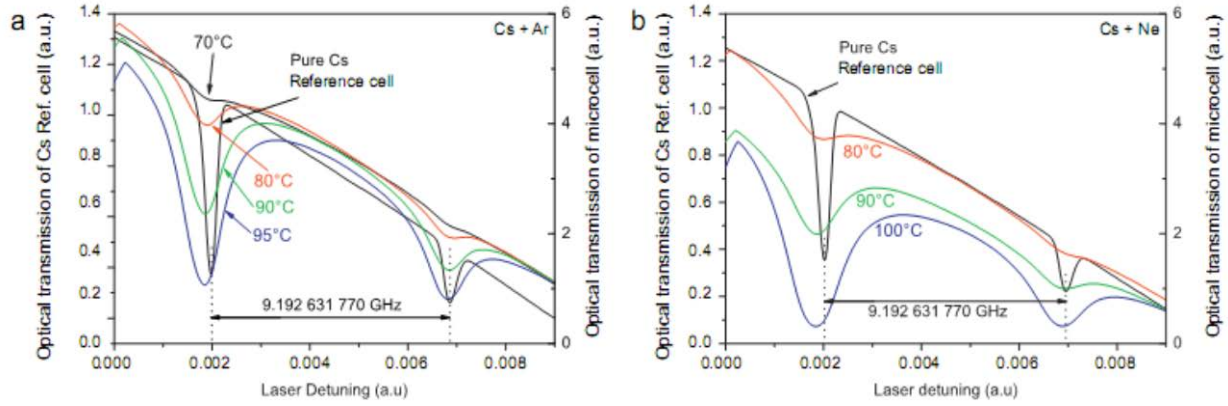 a
Optical transmission of Cs Ref. cell (a.u.)
1.4
1.2
1.0
0.8
0.6
0.4
0.2
0.0
Cs + Ar
70°C
Pure Cs
Reference cell
80°C
90°C
95°C
9.192 631 770 GHz
0.000 0.002 0.004 0.006 0.008
Laser Detuning (a.u)
6
4
2
0
Optical transmission of microcell (a.u.)
b
Optical transmission of Cs Ref. cell (a.u.)
1.4
1.2
1.0
0.8
0.6
0.4
0.2
0.0
Cs + Ne
Pure Cs
Reference cell
80°C
90°C
100°C
9.192 631 770 GHz
0.000 0.002 0.004 0.006 0.008
Laser detuning (a.u)
6
4
2
0
Optical transmission of microcell (a.u.)